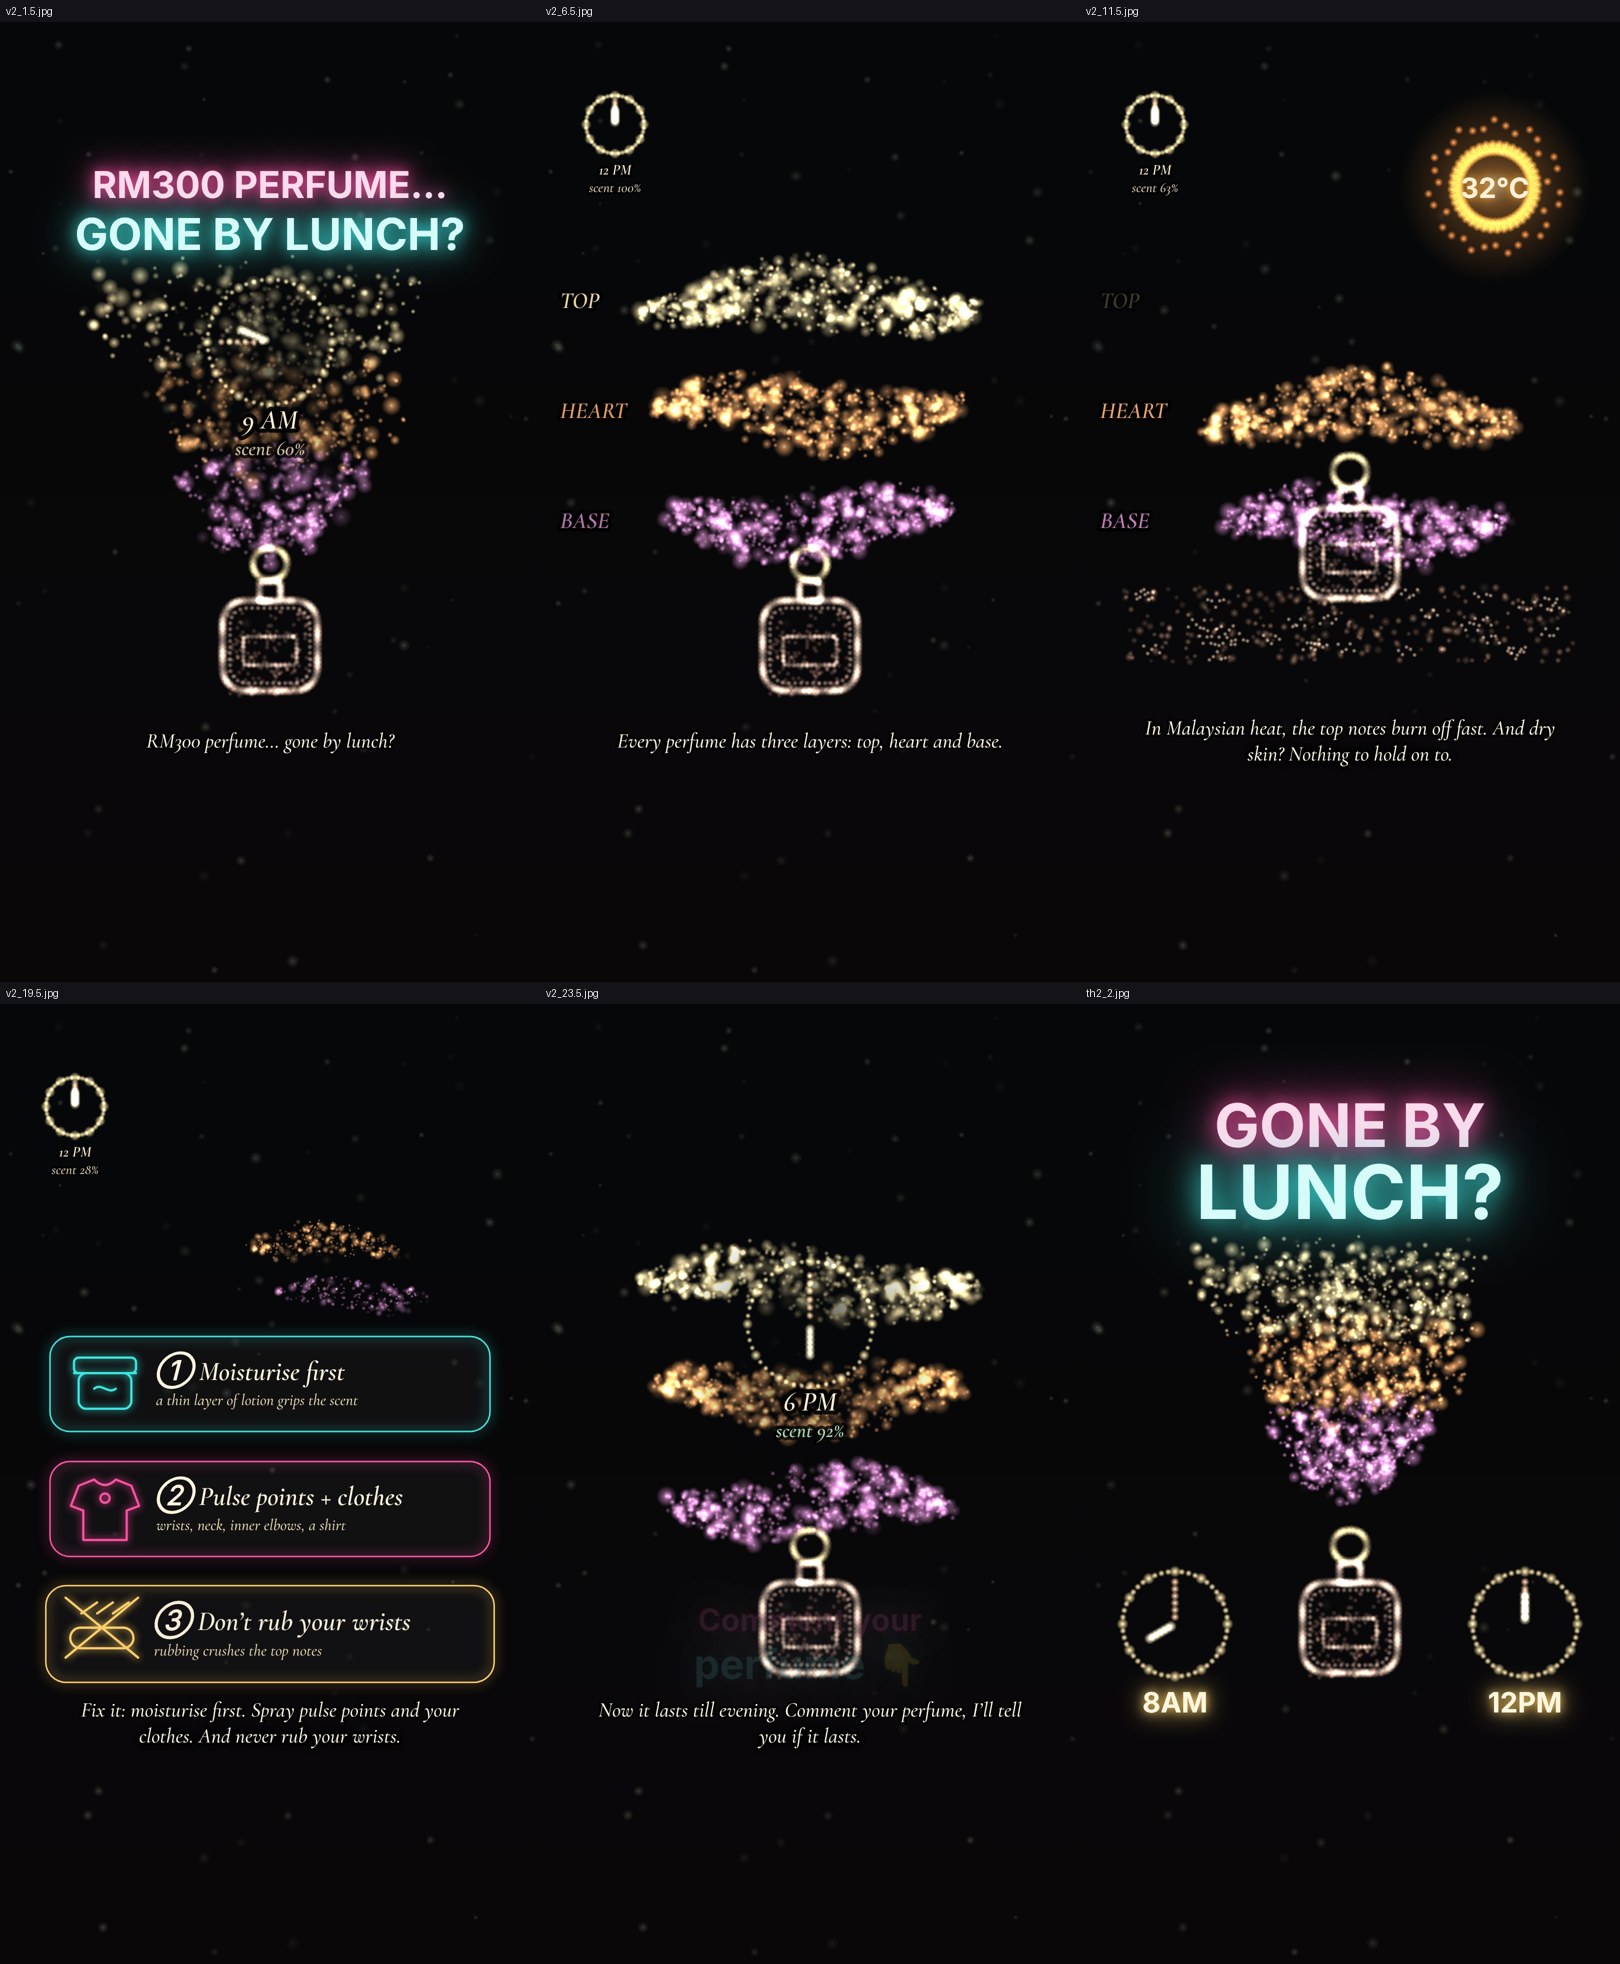 v2_1.5.jpg
RM300 PERFUME...
GONE BY LUNCH?
9 AM
scent 60%
RM300 perfume... gone by lunch?
v2_6.5.jpg
12 PM
scent 100%
TOP
HEART
BASE
Every perfume has three layers: top, heart and base.
v2_11.5.jpg
12 PM
scent 63%
32°C
TOP
HEART
BASE
In Malaysian heat, the top notes burn off fast. And dry
skin? Nothing to hold on to.
v2_19.5.jpg
12 PM
scent 28%
1 Moisturise first
a thin layer of lotion grips the scent
2 Pulse points + clothes
wrists, neck, inner elbows, a shirt
3 Don't rub your wrists
rubbing crushes the top notes
Fix it: moisturise first. Spray pulse points and your
clothes. And never rub your wrists.
v2_23.5.jpg
6 PM
scent 92%
Comment your
perfume 👇
Now it lasts till evening. Comment your perfume, I'll tell
you if it lasts.
th2_2.jpg
GONE BY
LUNCH?
8AM
12PM